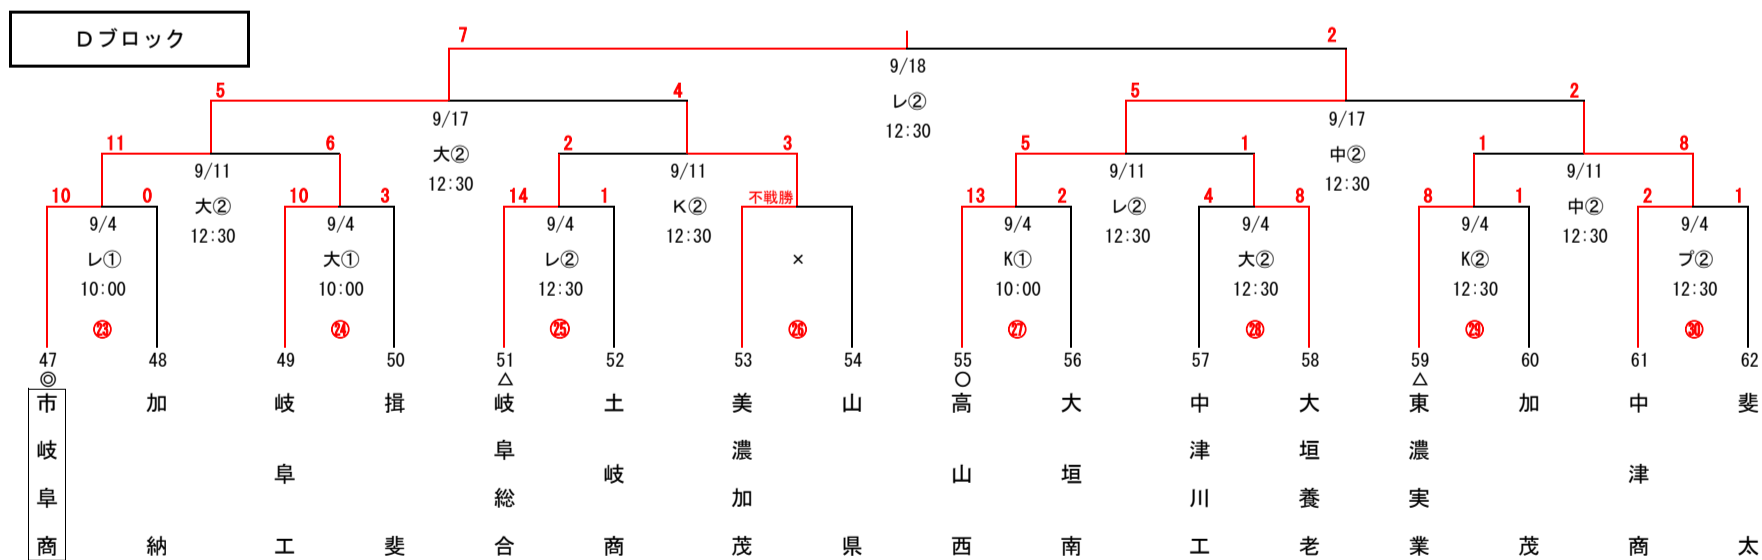 Dブロック
7 2
9/18
レ②
12:30
5 4 5 2
9/17 9/17
大② 中②
12:30 12:30
11 6 2 3 5 1 1 8
9/11 9/11 9/11 9/11
大② K② レ② 中②
12:30 12:30 12:30 12:30
10 0 10 3 14 1 不戦勝 13 2 4 8 8 1 2 1
9/4 9/4 9/4 9/4 9/4 9/4 9/4
レ① 大① レ② × K① 大② K② プ②
10:00 10:00 12:30 10:00 12:30 12:30 12:30
㉓ ㉔ ㉕ ㉖ ㉗ ㉘ ㉙ ㉚
47 48 49 50 51 52 53 54 55 56 57 58 59 60 61 62
◎ △ ○ △
市岐阜商
加納
岐阜工
揖斐
岐阜総合
土岐商
美濃加茂
山県
高山西
大垣南
中津川工
大垣養老
東濃実業
加茂
中津商
斐太